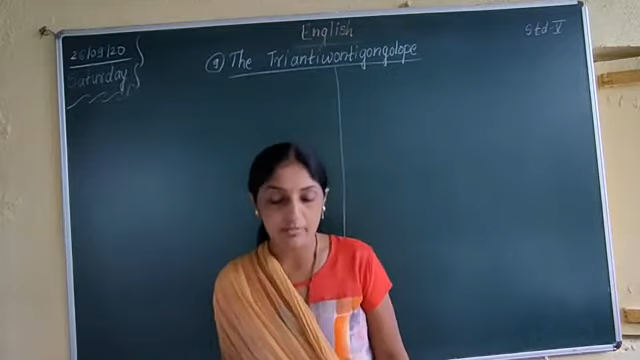 English
Std-V
26/09/20
Saturday
9 The Triantiwontigongolope